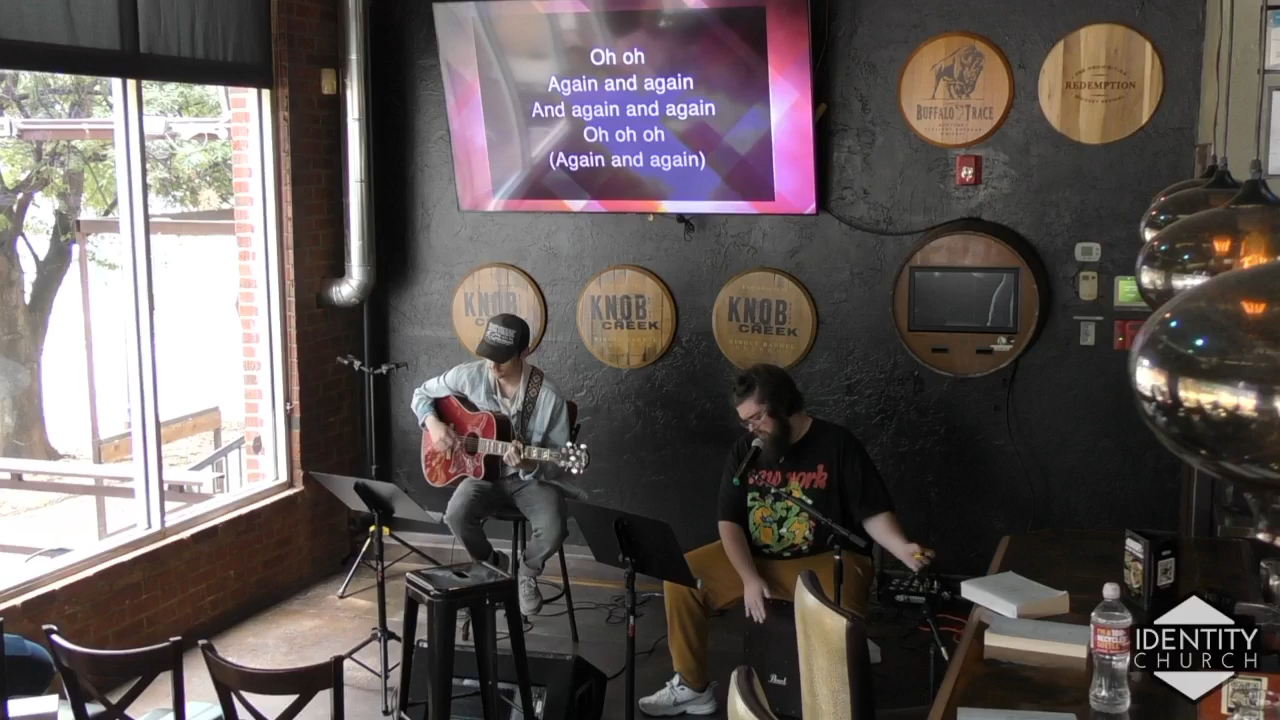 Oh oh
Again and again
And again and again
Oh oh oh
(Again and again)
BUFFALO TRACE
REDEMPTION
KNOB
CREEK
KNOB
CREEK
KNOB
CREEK
new york
Pearl
IDENTITY
CHURCH